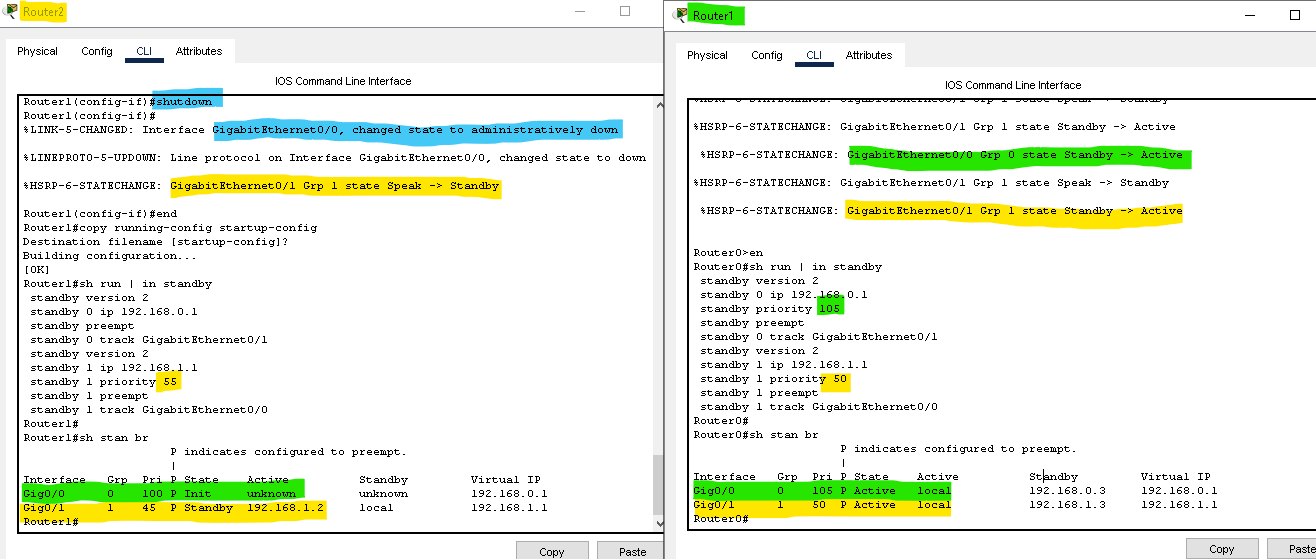 Router2
Physical Config CLI Attributes
IOS Command Line Interface
Router1(config-if)#shutdown
Router1(config-if)#
%LINK-5-CHANGED: Interface GigabitEthernet0/0, changed state to administratively down
%LINEPROTO-5-UPDOWN: Line protocol on Interface GigabitEthernet0/0, changed state to down
%HSRP-6-STATECHANGE: GigabitEthernet0/1 Grp 1 state Speak -> Standby
Router1(config-if)#end
Router1#copy running-config startup-config
Destination filename [startup-config]?
Building configuration...
[OK]
Router1#sh run | in standby
standby version 2
standby 0 ip 192.168.0.1
standby preempt
standby 0 track GigabitEthernet0/1
standby version 2
standby 1 ip 192.168.1.1
standby 1 priority 55
standby 1 preempt
standby 1 track GigabitEthernet0/0
Router1#
Router1#sh stan br
P indicates configured to preempt.
|
Interface Grp Pri P State Active Standby Virtual IP
Gig0/0 0 100 P Init unknown unknown 192.168.0.1
Gig0/1 1 45 P Standby 192.168.1.2 local 192.168.1.1
Router1#
Copy Paste
Router1
Physical Config CLI Attributes
IOS Command Line Interface
%HSRP-6-STATECHANGE: GigabitEthernet0/1 Grp 1 state Speak -> Standby
%HSRP-6-STATECHANGE: GigabitEthernet0/1 Grp 1 state Standby -> Active
%HSRP-6-STATECHANGE: GigabitEthernet0/0 Grp 0 state Standby -> Active
%HSRP-6-STATECHANGE: GigabitEthernet0/1 Grp 1 state Speak -> Standby
%HSRP-6-STATECHANGE: GigabitEthernet0/1 Grp 1 state Standby -> Active
Router0>en
Router0#sh run | in standby
standby version 2
standby 0 ip 192.168.0.1
standby priority 105
standby preempt
standby 0 track GigabitEthernet0/1
standby version 2
standby 1 ip 192.168.1.1
standby 1 priority 50
standby 1 preempt
standby 1 track GigabitEthernet0/0
Router0#
Router0#sh stan br
P indicates configured to preempt.
|
Interface Grp Pri P State Active Standby Virtual IP
Gig0/0 0 105 P Active local 192.168.0.3 192.168.0.1
Gig0/1 1 50 P Active local 192.168.1.3 192.168.1.1
Router0#
Copy Paste